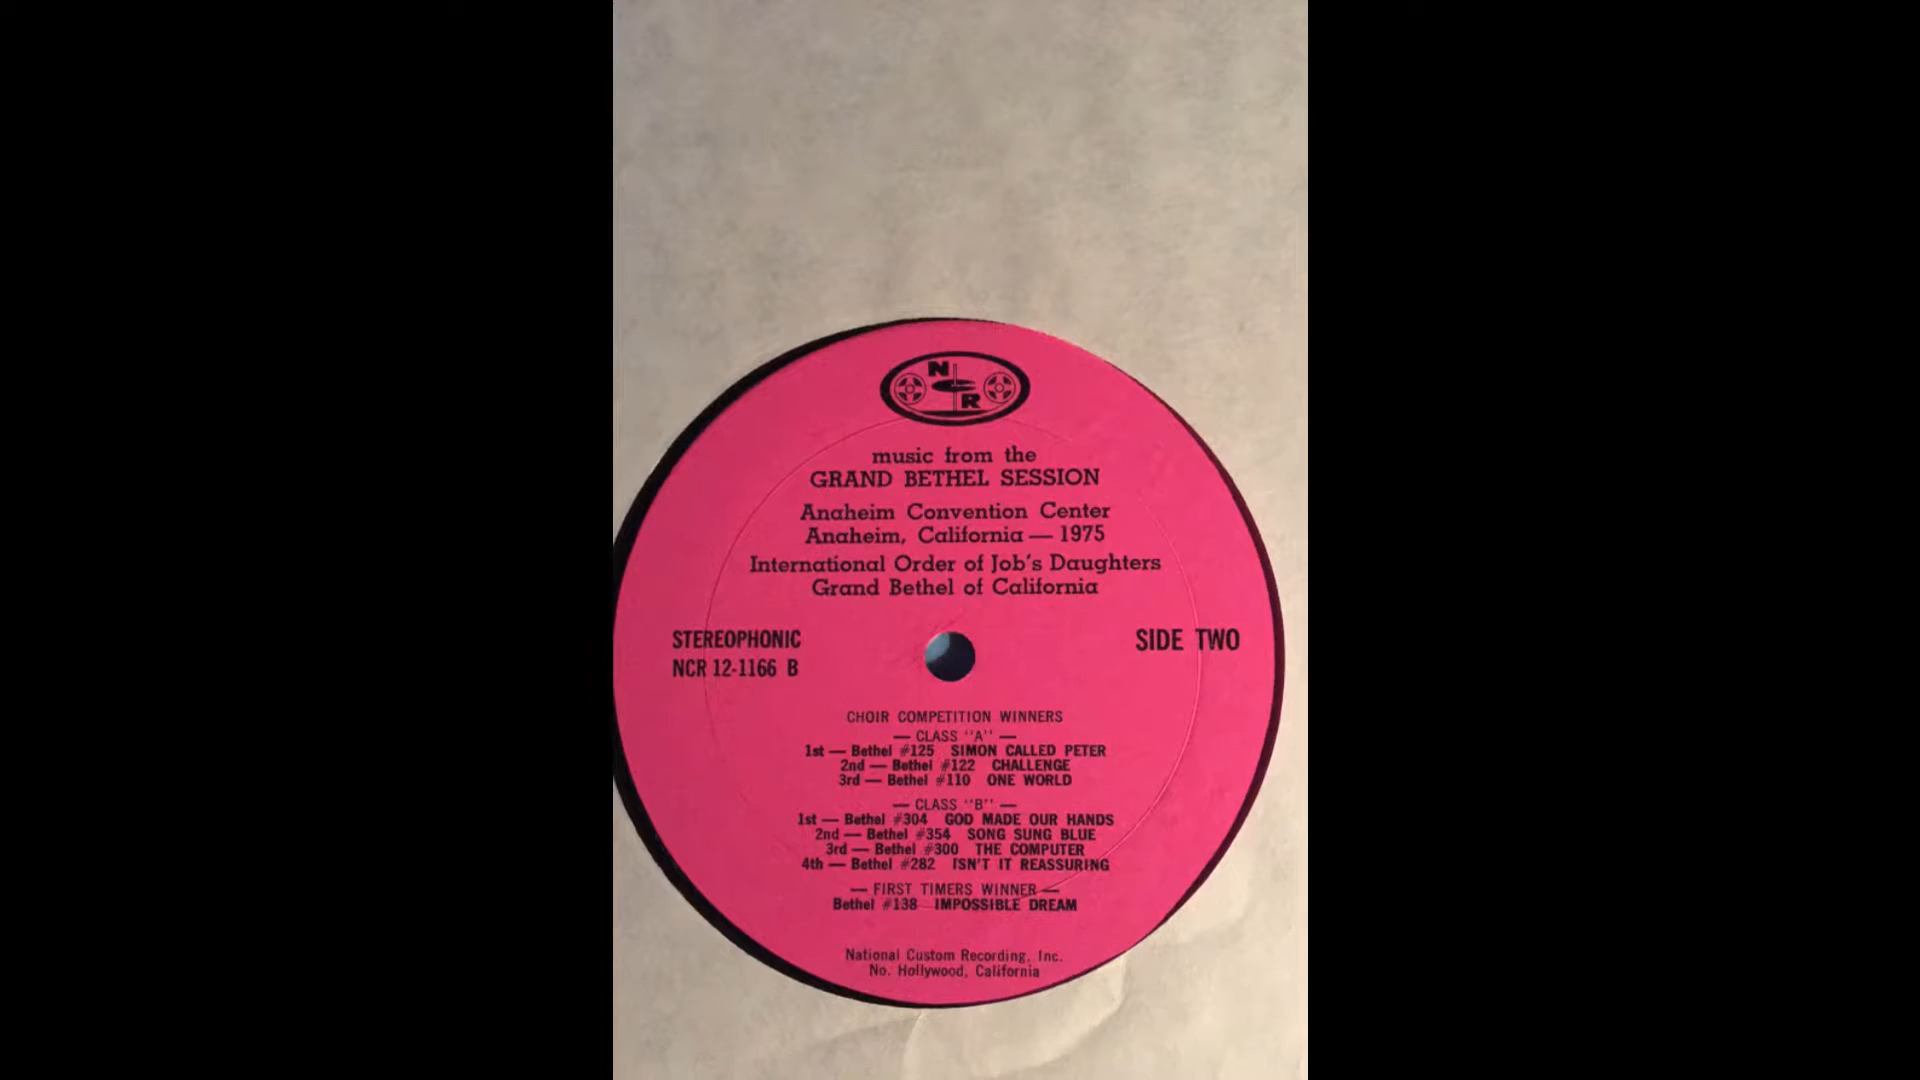 N C R
music from the
GRAND BETHEL SESSION
Anaheim Convention Center
Anaheim, California — 1975
International Order of Job's Daughters
Grand Bethel of California
STEREOPHONIC
NCR 12-1166 B
SIDE TWO
CHOIR COMPETITION WINNERS
— CLASS "A" —
1st — Bethel #125 SIMON CALLED PETER
2nd — Bethel #122 CHALLENGE
3rd — Bethel #110 ONE WORLD
— CLASS "B" —
1st — Bethel #304 GOD MADE OUR HANDS
2nd — Bethel #354 SONG SUNG BLUE
3rd — Bethel #300 THE COMPUTER
4th — Bethel #282 ISN'T IT REASSURING
— FIRST TIMERS WINNER —
Bethel #138 IMPOSSIBLE DREAM
National Custom Recording, Inc.
No. Hollywood, California